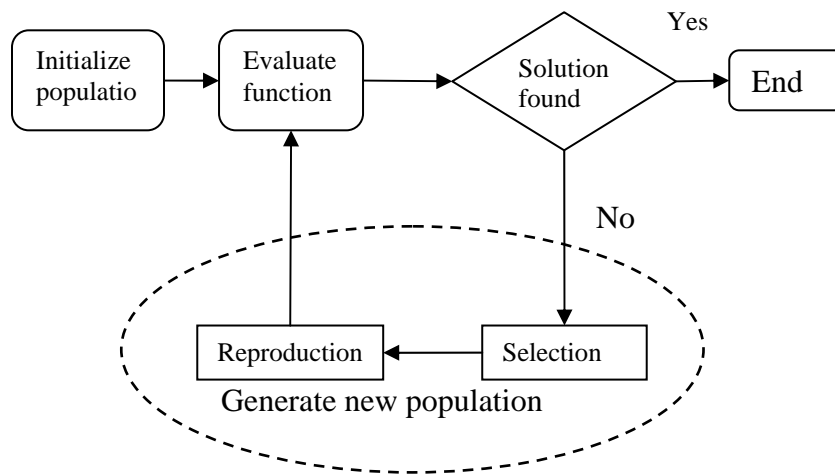 Initialize
populatio
Evaluate
function
Solution
found
Yes
End
No
Reproduction
Selection
Generate new population